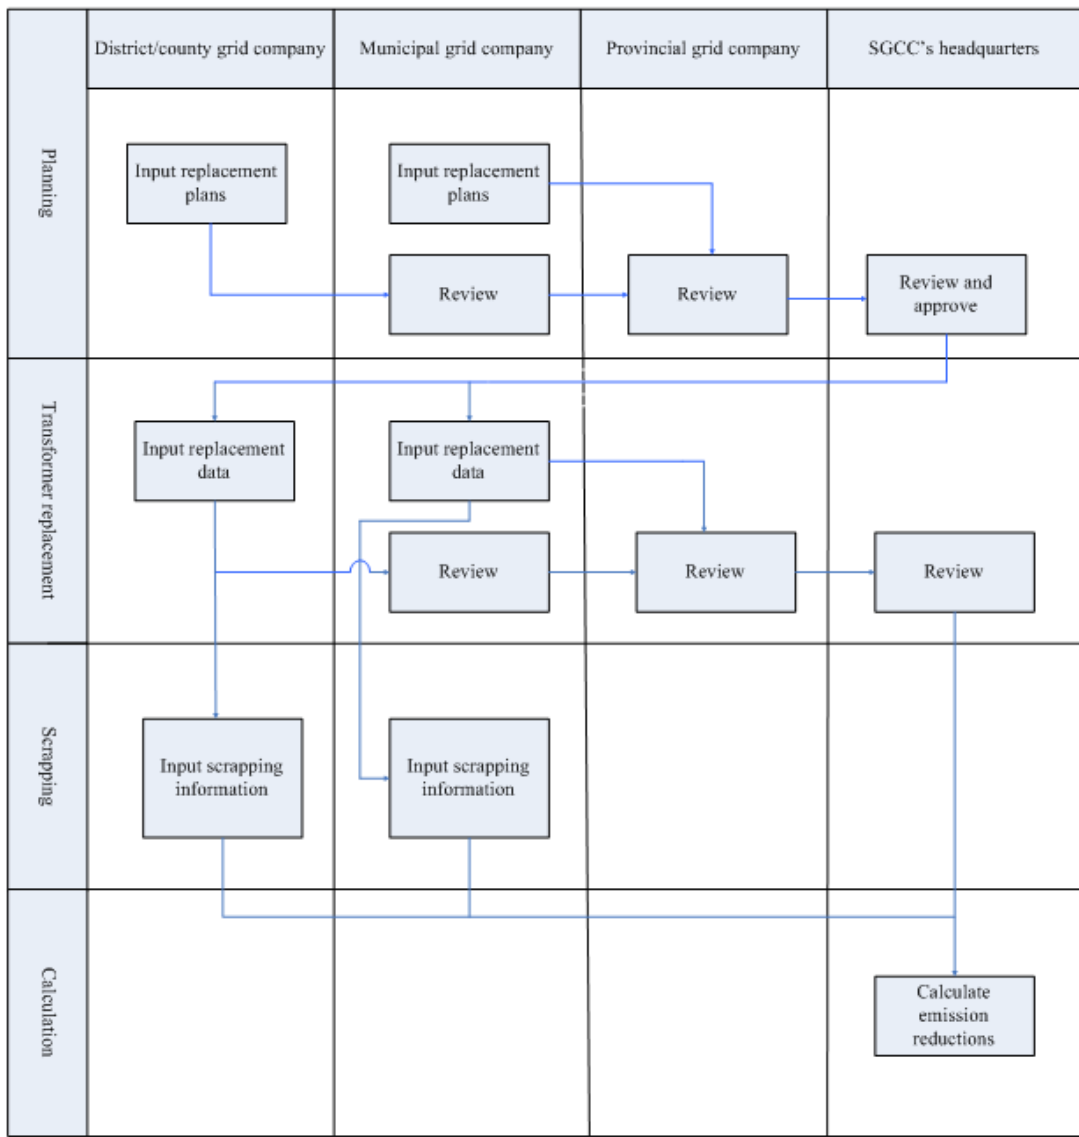 District/county grid company
Municipal grid company
Provincial grid company
SGCC's headquarters
Planning
Input replacement
plans
Input replacement
plans
Review
Review
Review and
approve
Transformer replacement
Input replacement
data
Input replacement
data
Review
Review
Review
Scrapping
Input scrapping
information
Input scrapping
information
Calculation
Calculate
emission
reductions